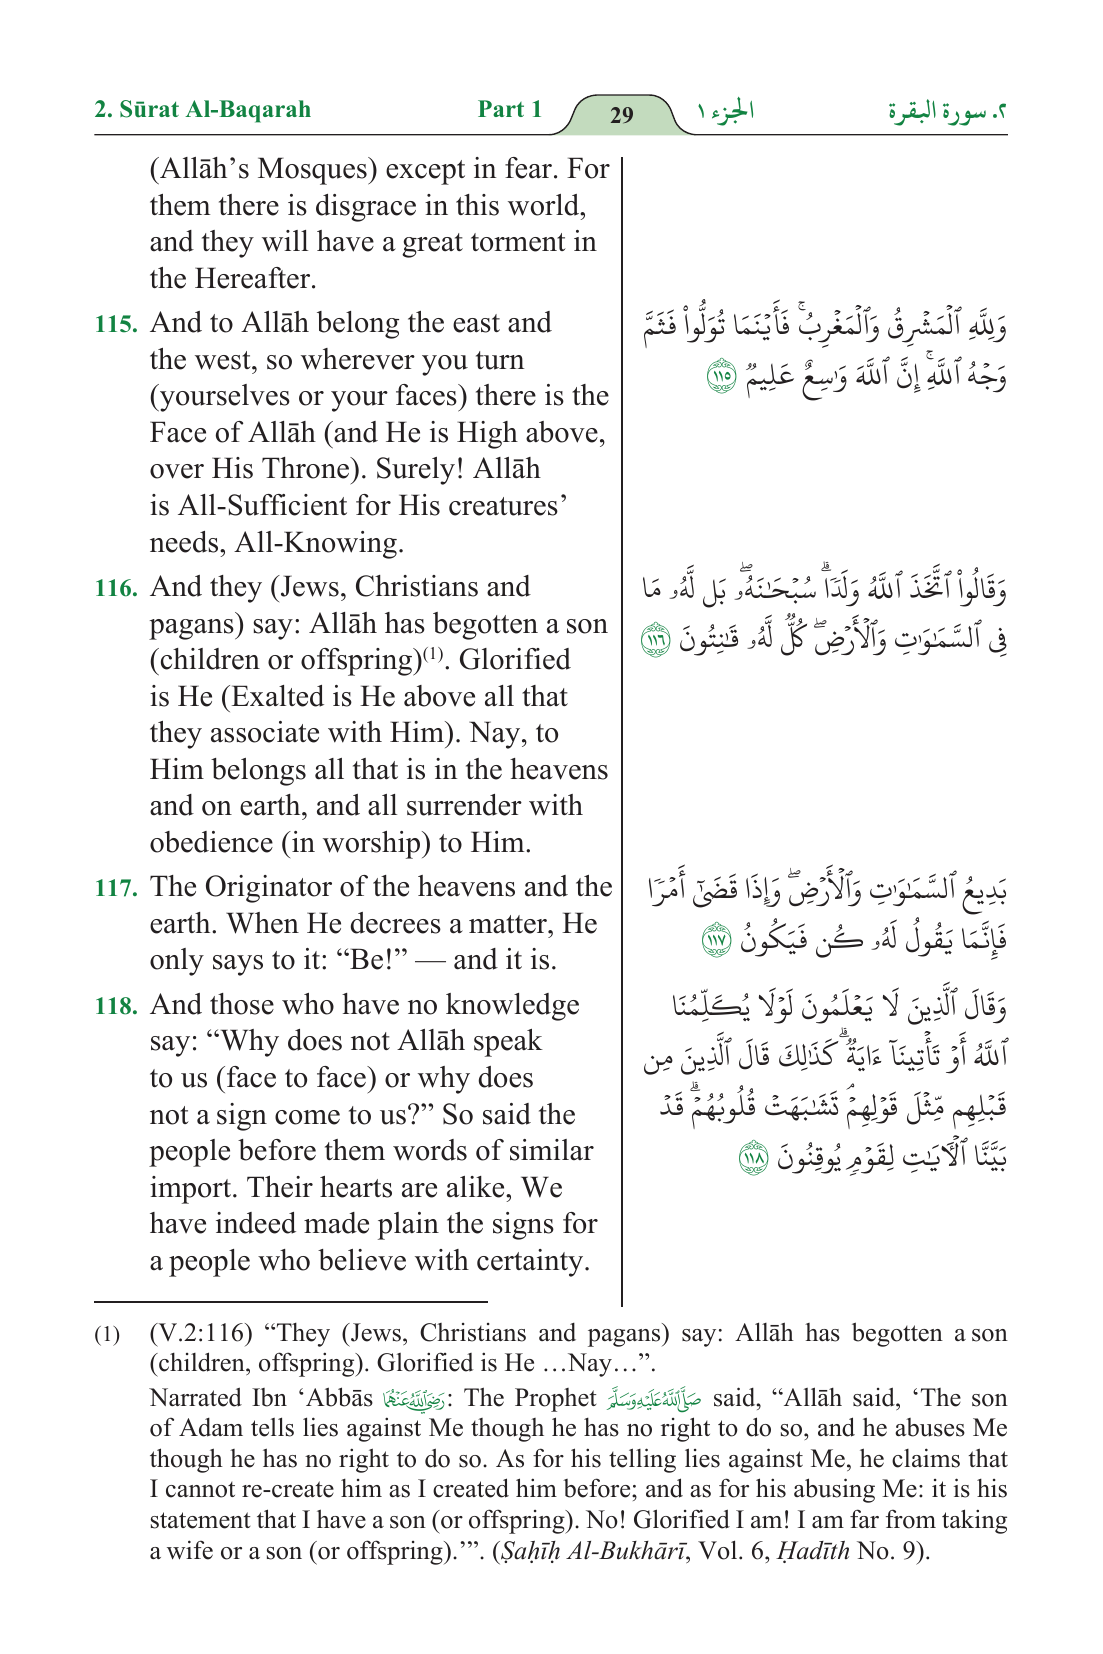 2. Sūrat Al-Baqarah Part 1 29 الجزء ١ ٢. سورة البقرة
(Allāh’s Mosques) except in fear. For
them there is disgrace in this world,
and they will have a great torment in
the Hereafter.
115. And to Allāh belong the east and
the west, so wherever you turn
(yourselves or your faces) there is the
Face of Allāh (and He is High above,
over His Throne). Surely! Allāh
is All-Sufficient for His creatures’
needs, All-Knowing.
116. And they (Jews, Christians and
pagans) say: Allāh has begotten a son
(children or offspring)(1). Glorified
is He (Exalted is He above all that
they associate with Him). Nay, to
Him belongs all that is in the heavens
and on earth, and all surrender with
obedience (in worship) to Him.
117. The Originator of the heavens and the
earth. When He decrees a matter, He
only says to it: “Be!” — and it is.
118. And those who have no knowledge
say: “Why does not Allāh speak
to us (face to face) or why does
not a sign come to us?” So said the
people before them words of similar
import. Their hearts are alike, We
have indeed made plain the signs for
a people who believe with certainty.
وَلِلَّهِ ٱلْمَشْرِقُ وَٱلْمَغْرِبُ ۚ فَأَيْنَمَا تُوَلُّوا۟ فَثَمَّ
وَجْهُ ٱللَّهِ ۚ إِنَّ ٱللَّهَ وَٰسِعٌ عَلِيمٌ ١١٥
وَقَالُوا۟ ٱتَّخَذَ ٱللَّهُ وَلَدًا ۗ سُبْحَـٰنَهُۥ ۖ بَل لَّهُۥ مَا
فِى ٱلسَّمَـٰوَٰتِ وَٱلْأَرْضِ ۖ كُلٌّ لَّهُۥ قَـٰنِتُونَ ١١٦
بَدِيعُ ٱلسَّمَـٰوَٰتِ وَٱلْأَرْضِ ۖ وَإِذَا قَضَىٰٓ أَمْرًا
فَإِنَّمَا يَقُولُ لَهُۥ كُن فَيَكُونُ ١١٧
وَقَالَ ٱلَّذِينَ لَا يَعْلَمُونَ لَوْلَا يُكَلِّمُنَا
ٱللَّهُ أَوْ تَأْتِينَآ ءَايَةٌ ۗ كَذَٰلِكَ قَالَ ٱلَّذِينَ مِن
قَبْلِهِم مِّثْلَ قَوْلِهِمْ ۘ تَشَـٰبَهَتْ قُلُوبُهُمْ ۗ قَدْ
بَيَّنَّا ٱلْـَٔايَـٰتِ لِقَوْمٍ يُوقِنُونَ ١١٨
(1) (V.2:116) “They (Jews, Christians and pagans) say: Allāh has begotten a son
(children, offspring). Glorified is He …Nay…”.
Narrated Ibn ‘Abbās رضي الله عنهما: The Prophet صلى الله عليه وسلم said, “Allāh said, ‘The son
of Adam tells lies against Me though he has no right to do so, and he abuses Me
though he has no right to do so. As for his telling lies against Me, he claims that
I cannot re-create him as I created him before; and as for his abusing Me: it is his
statement that I have a son (or offspring). No! Glorified I am! I am far from taking
a wife or a son (or offspring).’”. (Ṣaḥīḥ Al-Bukhārī, Vol. 6, Ḥadīth No. 9).